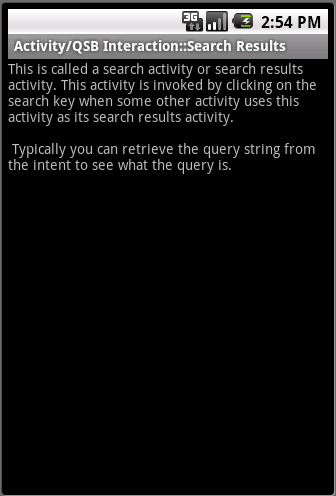 3G 2:54 PM
Activity/QSB Interaction::Search Results
This is called a search activity or search results
activity. This activity is invoked by clicking on the
search key when some other activity uses this
activity as its search results activity.
Typically you can retrieve the query string from
the intent to see what the query is.